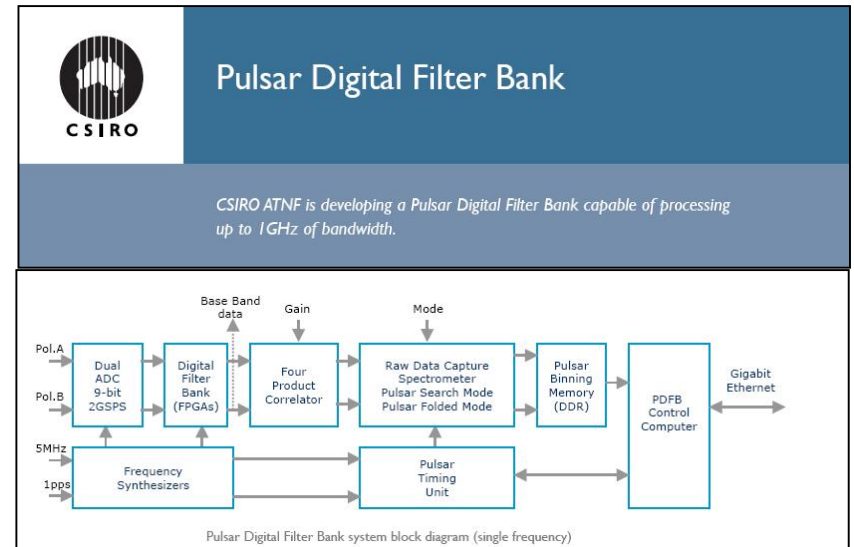 CSIRO
Pulsar Digital Filter Bank
CSIRO ATNF is developing a Pulsar Digital Filter Bank capable of processing
up to 1GHz of bandwidth.
Base Band
data
Gain
Mode
Pol.A
Pol.B
Dual
ADC
9-bit
2GSPS
Digital
Filter
Bank
(FPGAs)
Four
Product
Correlator
Raw Data Capture
Spectrometer
Pulsar Search Mode
Pulsar Folded Mode
Pulsar
Binning
Memory
(DDR)
PDFB
Control
Computer
Gigabit
Ethernet
5MHz
1pps
Frequency
Synthesizers
Pulsar
Timing
Unit
Pulsar Digital Filter Bank system block diagram (single frequency)